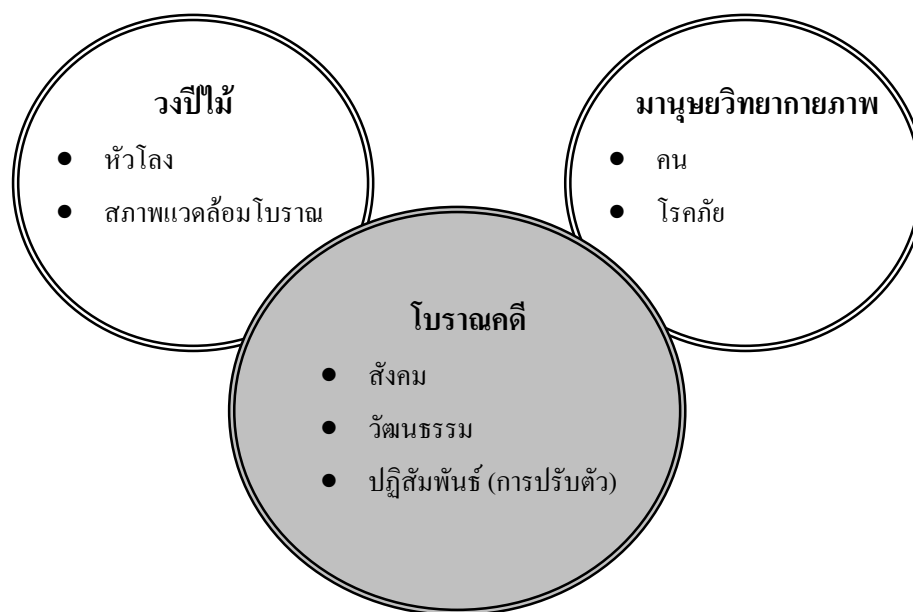 วงปีไม้
● หัวโลง
● สภาพแวดล้อมโบราณ
มานุษยวิทยากายภาพ
● คน
● โรคภัย
โบราณคดี
● สังคม
● วัฒนธรรม
● ปฏิสัมพันธ์ (การปรับตัว)